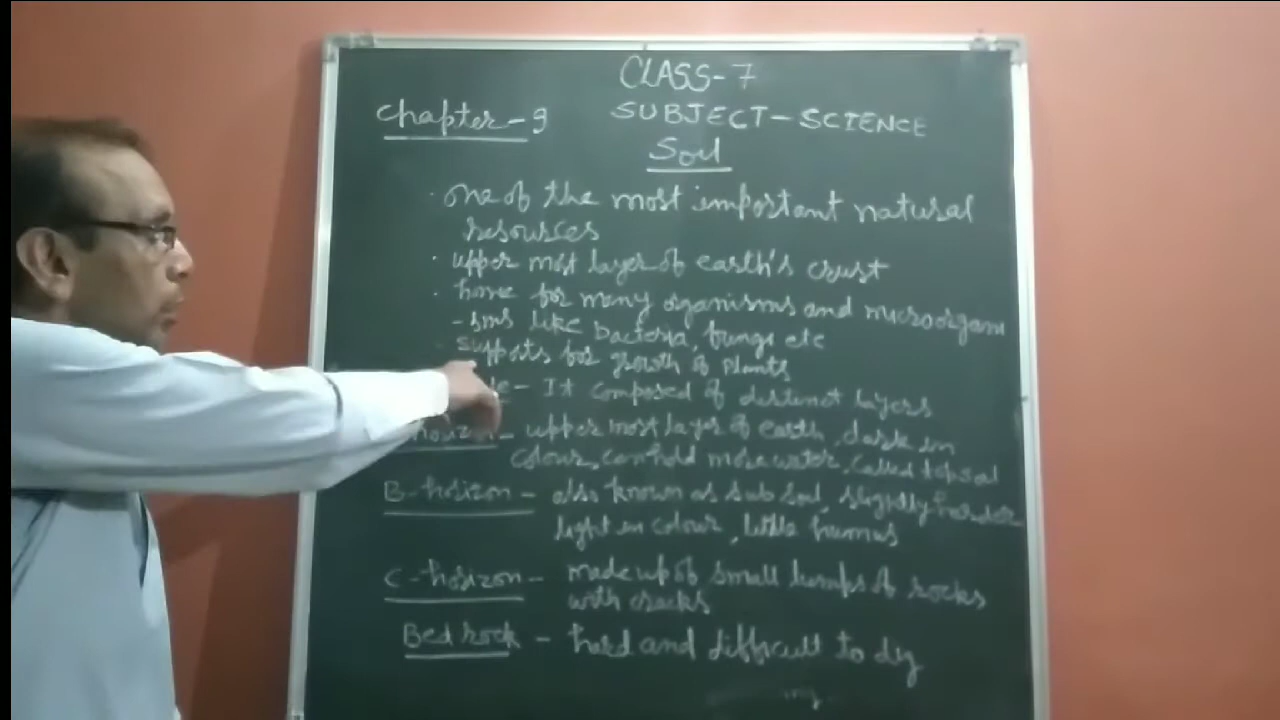 CLASS-7
Chapter-9 SUBJECT-SCIENCE
Soil
· one of the most important natural
resources
· upper most layer of earth's crust
· home for many organisms and microorgani
-sms like bacteria, fungi etc
· supports for growth of plants
le - It composed of distinct layers
horizon - upper most layer of earth, dark in
colour, can hold more water, called topsoil
B-horizon - also known as sub soil, slightly harder
light in colour, little humus
C-horizon - made up of small lumps of rocks
with cracks
Bed rock - hard and difficult to dig